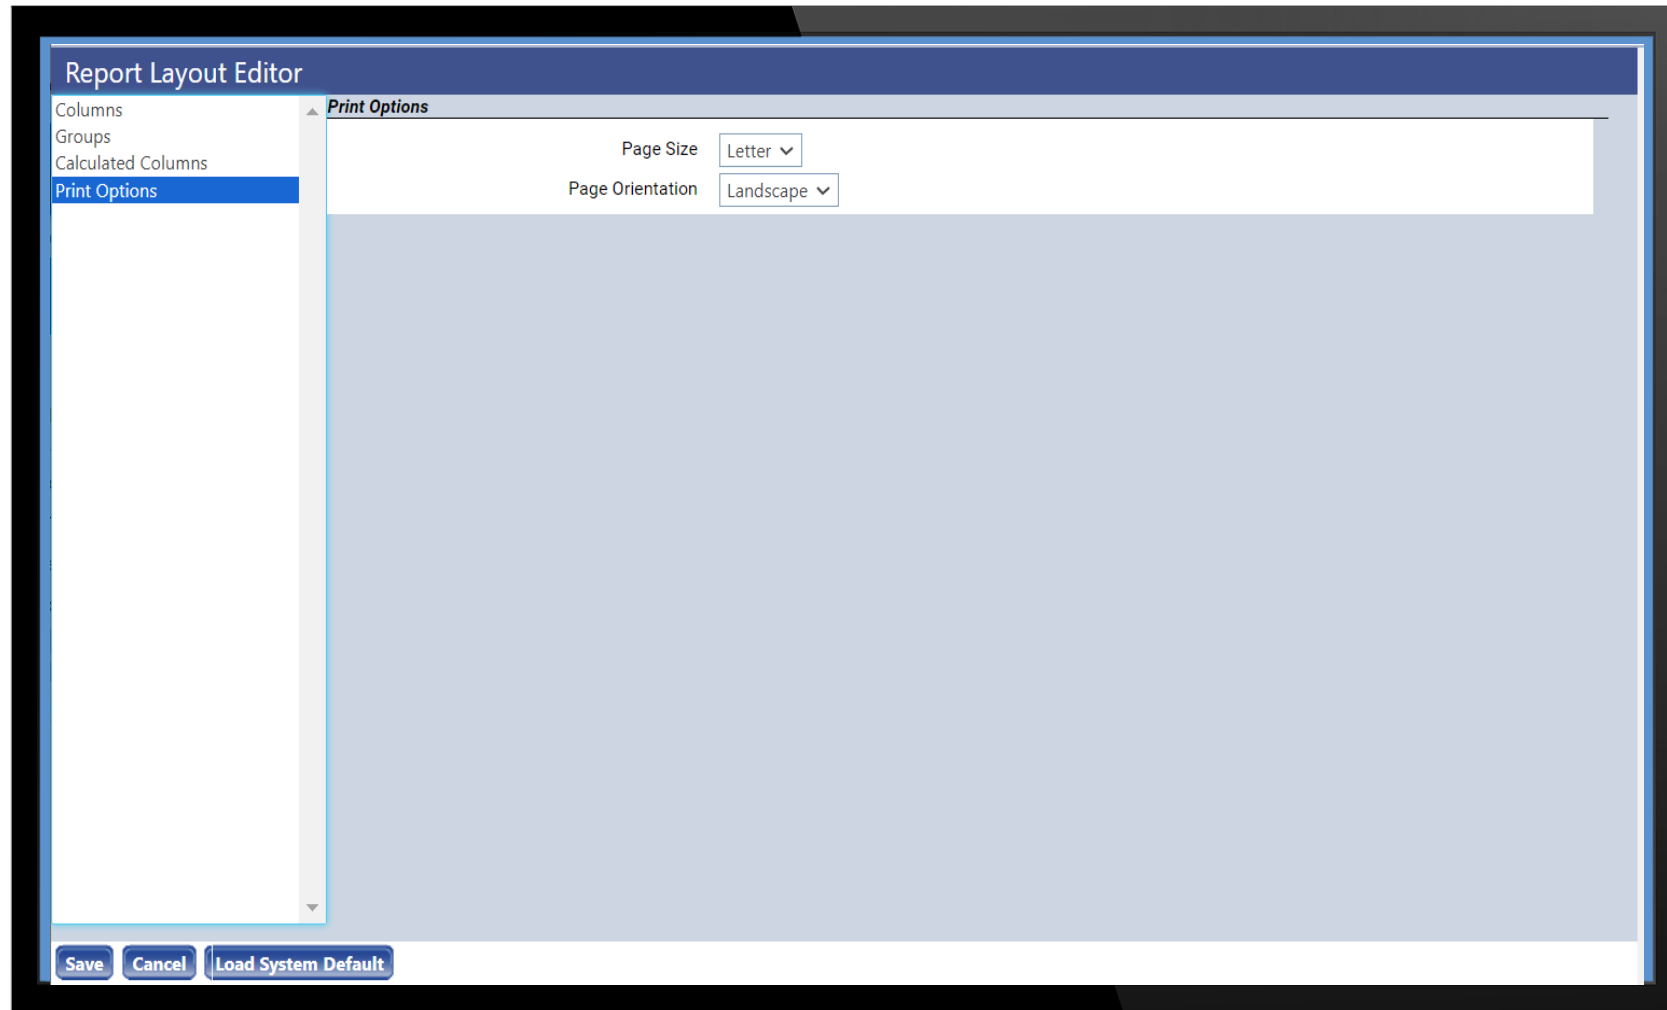 Report Layout Editor
Columns
Groups
Calculated Columns
Print Options
Print Options
Page Size Letter
Page Orientation Landscape
Save Cancel Load System Default